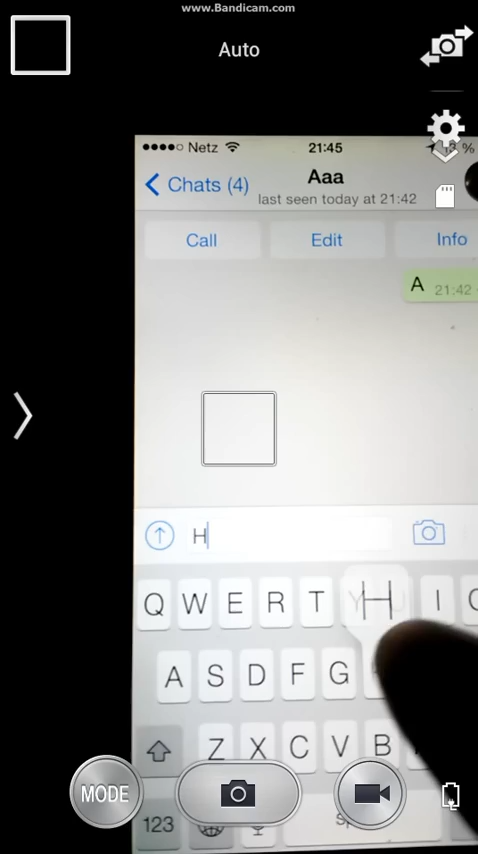 www.Bandicam.com
Auto
Netz 21:45 %
Chats (4) Aaa
last seen today at 21:42
Call Edit Info
A 21:42
H
Q W E R T Y H U I O
A S D F G
Z X C V B
MODE
123